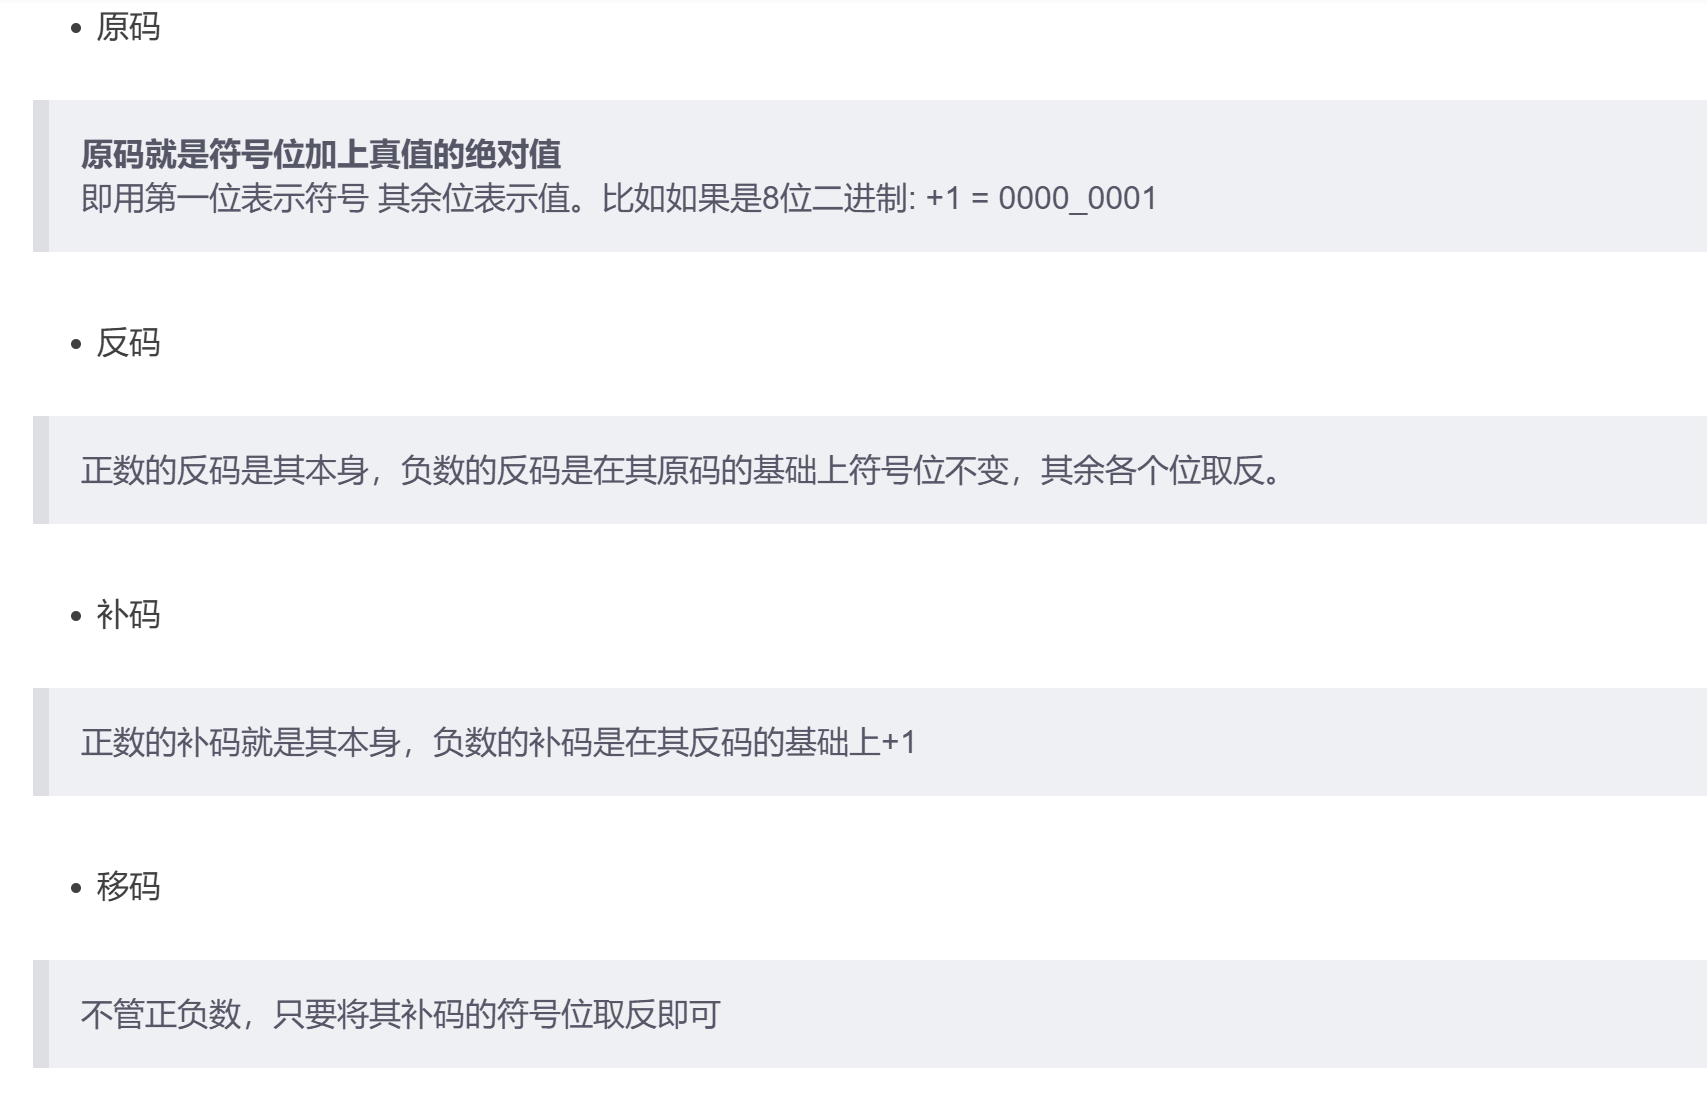 原码
原码就是符号位加上真值的绝对值
即用第一位表示符号 其余位表示值。比如如果是8位二进制: +1 = 0000_0001
反码
正数的反码是其本身，负数的反码是在其原码的基础上符号位不变，其余各个位取反。
补码
正数的补码就是其本身，负数的补码是在其反码的基础上+1
移码
不管正负数，只要将其补码的符号位取反即可